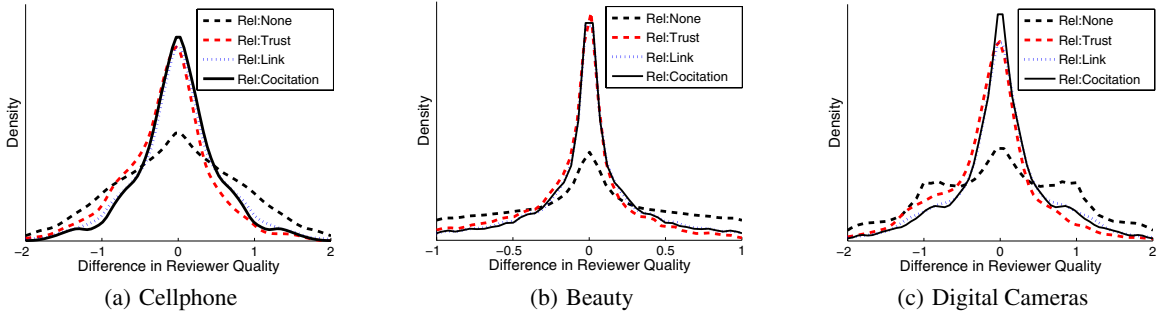 Density
Rel:None
Rel:Trust
Rel:Link
Rel:Cocitation
−2
−1
0
1
2
Difference in Reviewer Quality
(a) Cellphone
Density
Rel:None
Rel:Trust
Rel:Link
Rel:Cocitation
−1
−0.5
0
0.5
1
Difference in Reviewer Quality
(b) Beauty
Density
Rel:None
Rel:Trust
Rel:Link
Rel:Cocitation
−2
−1
0
1
2
Difference in Reviewer Quality
(c) Digital Cameras